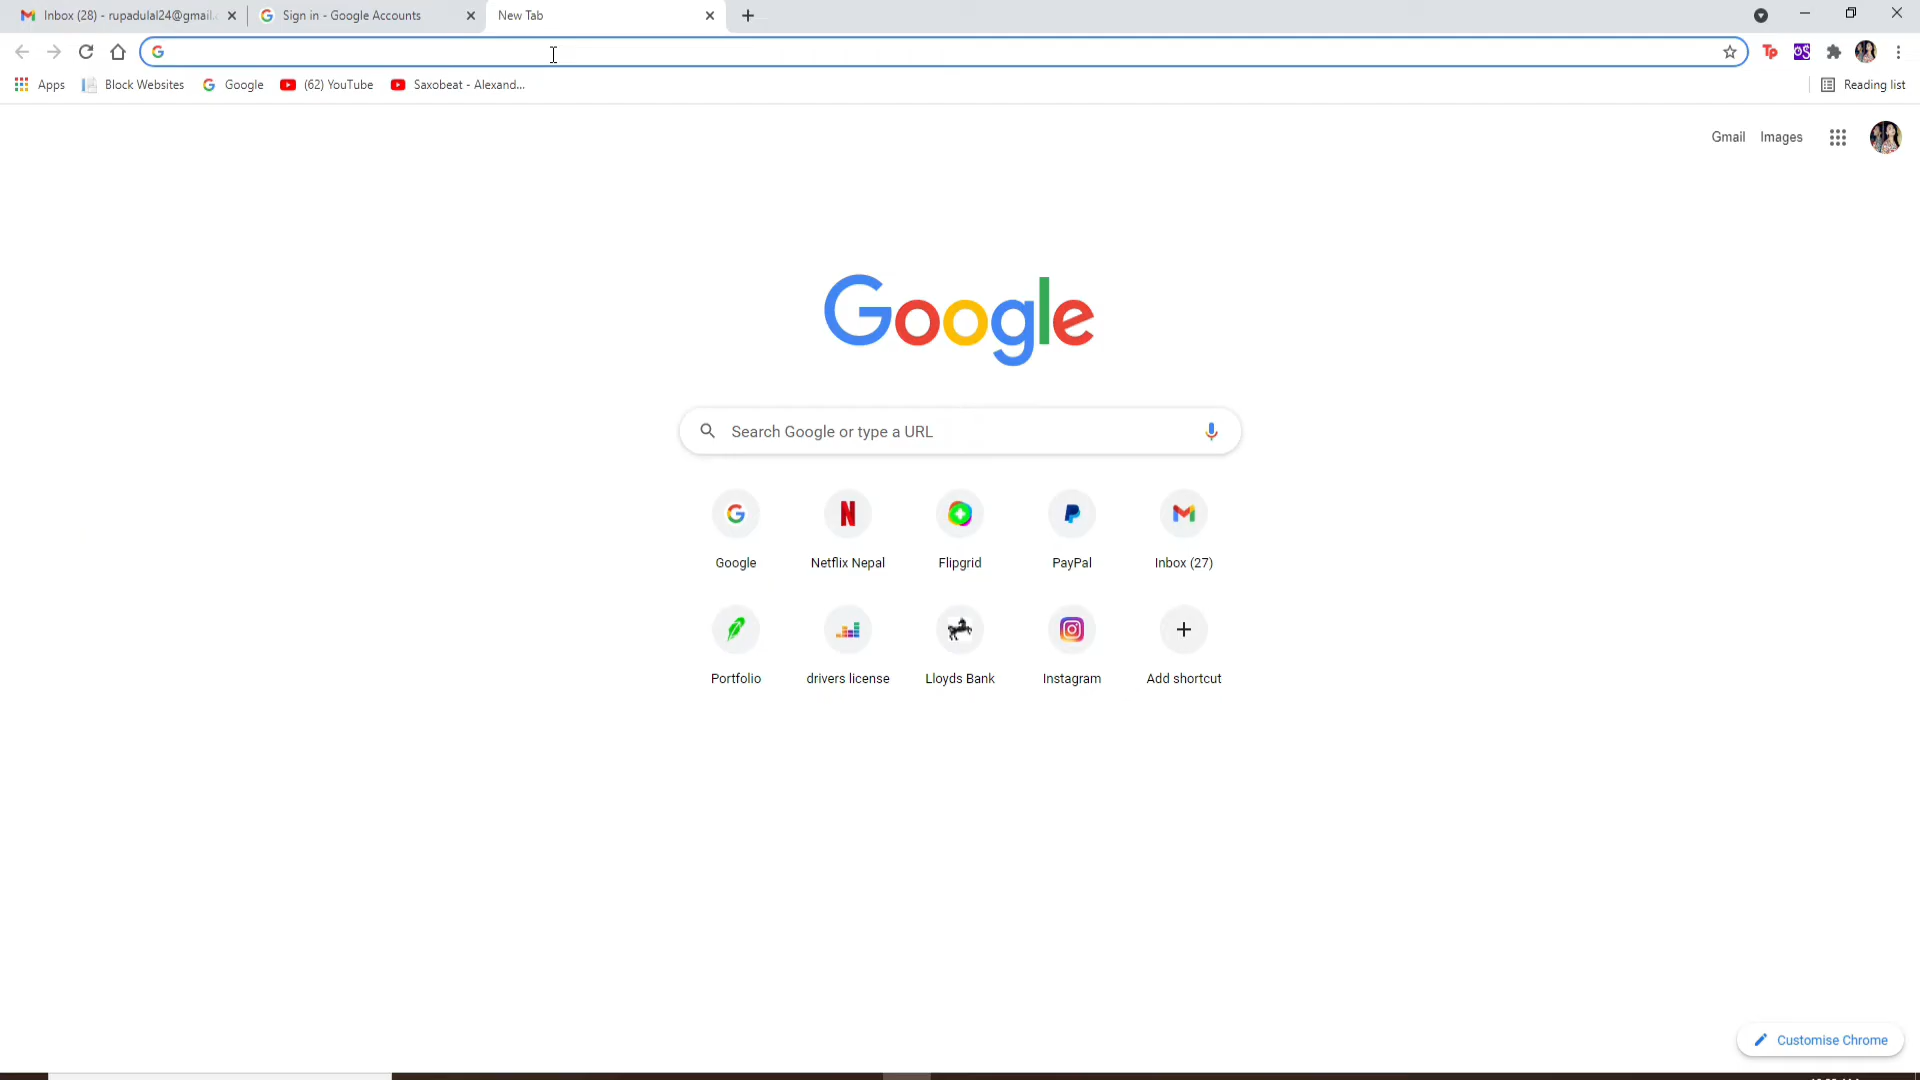 Inbox (28) - rupadulal24@gmail.
Sign in - Google Accounts
New Tab
Apps
Block Websites
Google
(62) YouTube
Saxobeat - Alexand...
Reading list
Gmail
Images
Google
Search Google or type a URL
Google
Netflix Nepal
Flipgrid
PayPal
Inbox (27)
Portfolio
drivers license
Lloyds Bank
Instagram
Add shortcut
Customise Chrome